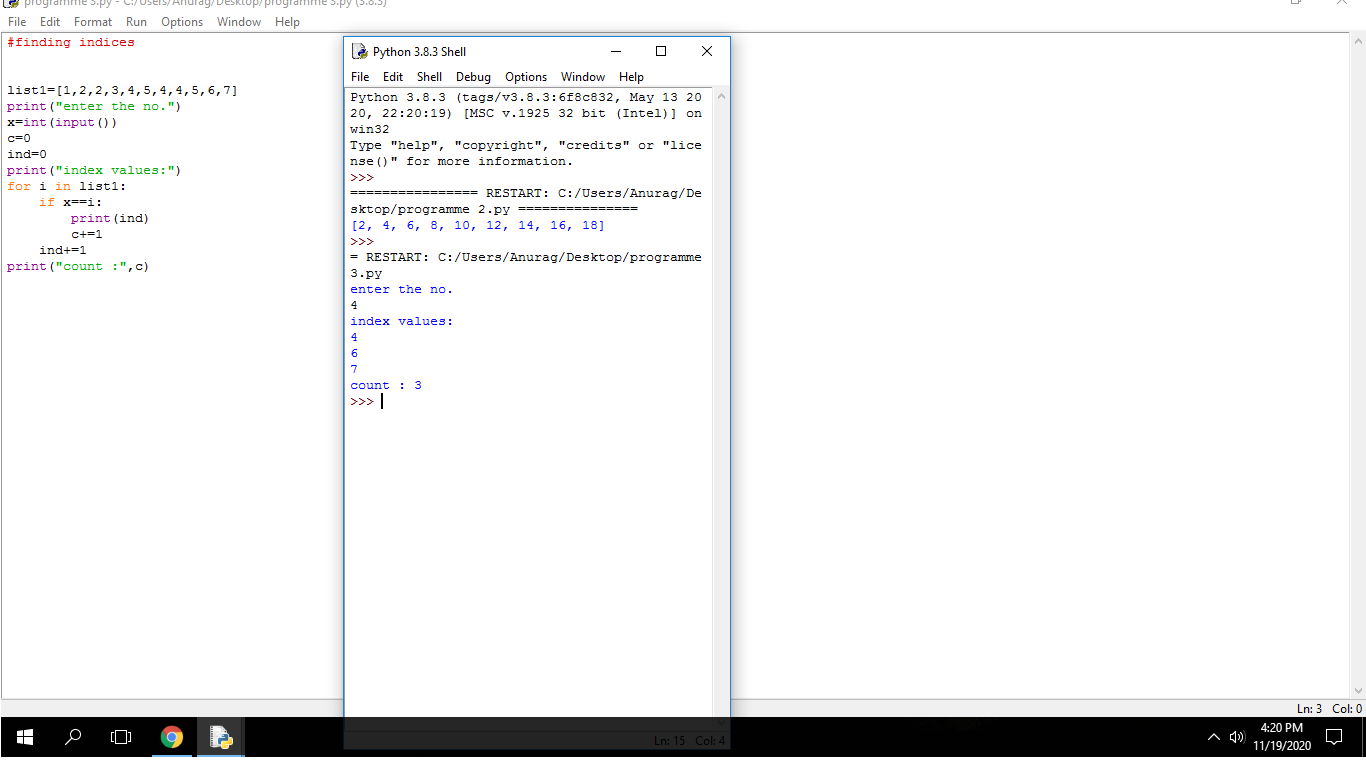 programme 3.py - C:/Users/Anurag/Desktop/programme 3.py (3.8.3)
File Edit Format Run Options Window Help
#finding indices
list1=[1,2,2,3,4,5,4,4,5,6,7]
print("enter the no.")
x=int(input())
c=0
ind=0
print("index values:")
for i in list1:
    if x==i:
        print(ind)
        c+=1
    ind+=1
print("count :",c)
Python 3.8.3 Shell
File Edit Shell Debug Options Window Help
Python 3.8.3 (tags/v3.8.3:6f8c832, May 13 20
20, 22:20:19) [MSC v.1925 32 bit (Intel)] on
win32
Type "help", "copyright", "credits" or "lice
nse()" for more information.
>>>
================ RESTART: C:/Users/Anurag/De
sktop/programme 2.py ===============
[2, 4, 6, 8, 10, 12, 14, 16, 18]
>>>
= RESTART: C:/Users/Anurag/Desktop/programme
3.py
enter the no.
4
index values:
4
6
7
count : 3
>>>
Ln: 15 Col: 4
Ln: 3 Col: 0
4:20 PM
11/19/2020